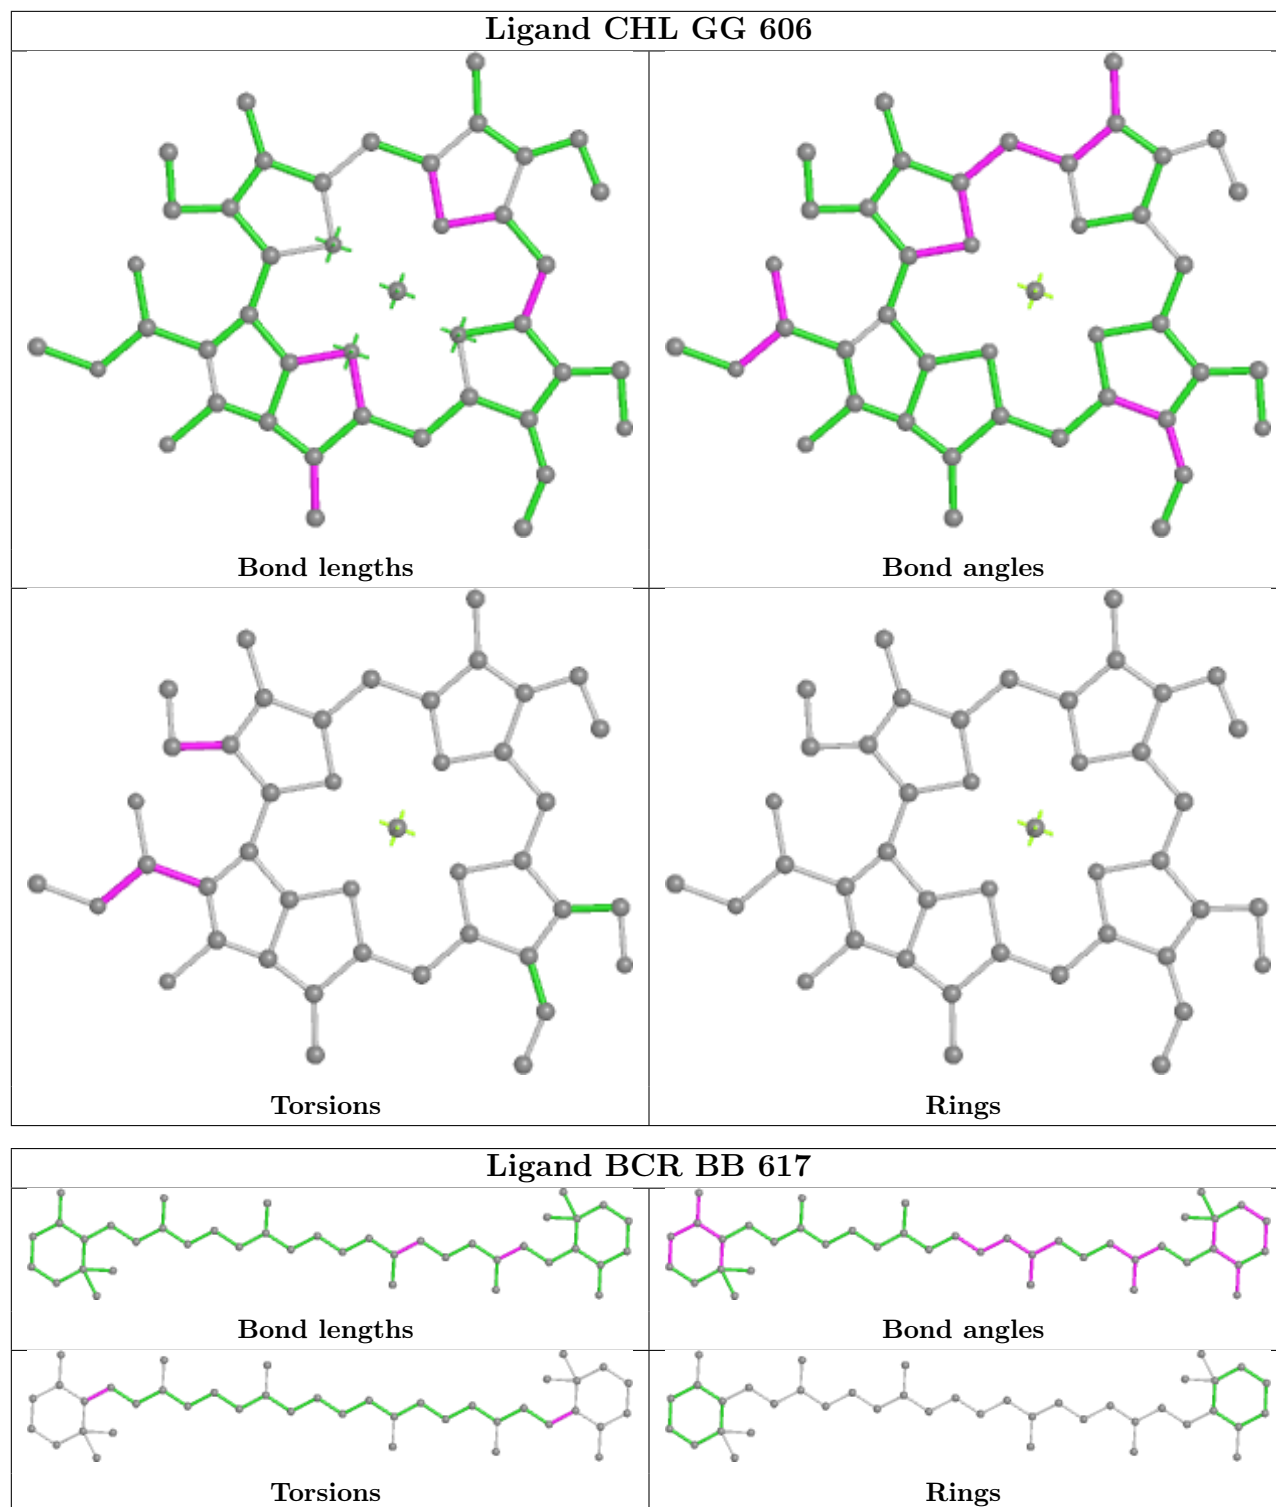 Ligand CHL GG 606
Bond lengths
Bond angles
Torsions
Rings
Ligand BCR BB 617
Bond lengths
Bond angles
Torsions
Rings